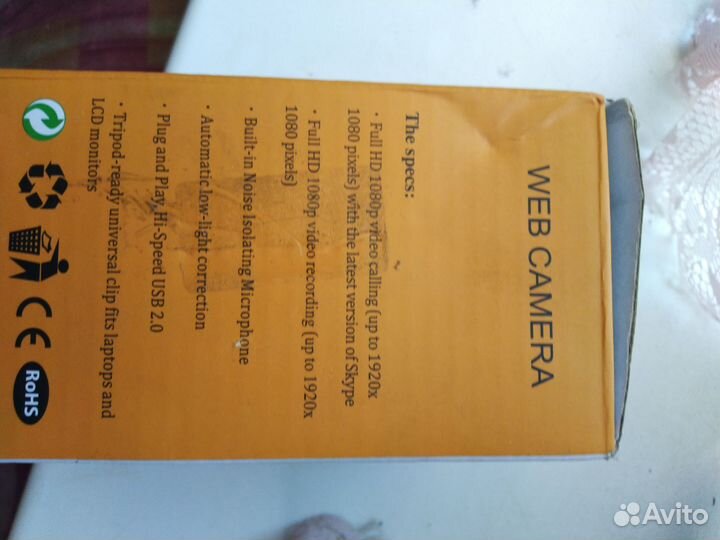 WEB CAMERA
The specs:
· Full HD 1080p video calling (up to 1920x
1080 pixels) with the latest version of Skype
· Full HD 1080p video recording (up to 1920x
1080 pixels)
· Built-in Noise Isolating Microphone
· Automatic low-light correction
· Plug and Play, Hi-Speed USB 2.0
· Tripod-ready universal clip fits laptops and
LCD monitors
CE
RoHS
Avito